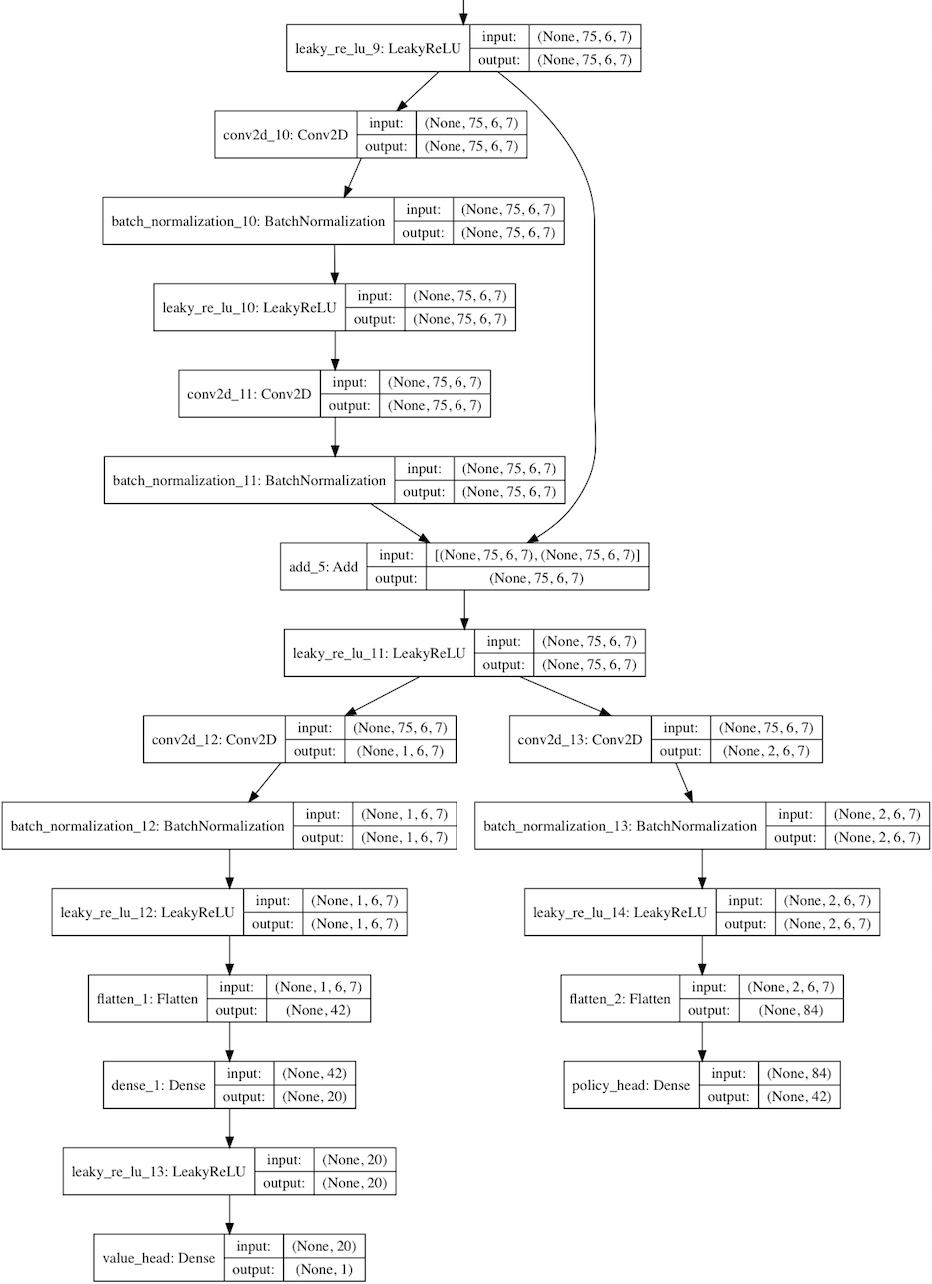 leaky_re_lu_9: LeakyReLU
input: (None, 75, 6, 7)
output: (None, 75, 6, 7)
conv2d_10: Conv2D
input: (None, 75, 6, 7)
output: (None, 75, 6, 7)
batch_normalization_10: BatchNormalization
input: (None, 75, 6, 7)
output: (None, 75, 6, 7)
leaky_re_lu_10: LeakyReLU
input: (None, 75, 6, 7)
output: (None, 75, 6, 7)
conv2d_11: Conv2D
input: (None, 75, 6, 7)
output: (None, 75, 6, 7)
batch_normalization_11: BatchNormalization
input: (None, 75, 6, 7)
output: (None, 75, 6, 7)
add_5: Add
input: [(None, 75, 6, 7), (None, 75, 6, 7)]
output: (None, 75, 6, 7)
leaky_re_lu_11: LeakyReLU
input: (None, 75, 6, 7)
output: (None, 75, 6, 7)
conv2d_12: Conv2D
input: (None, 75, 6, 7)
output: (None, 1, 6, 7)
conv2d_13: Conv2D
input: (None, 75, 6, 7)
output: (None, 2, 6, 7)
batch_normalization_12: BatchNormalization
input: (None, 1, 6, 7)
output: (None, 1, 6, 7)
batch_normalization_13: BatchNormalization
input: (None, 2, 6, 7)
output: (None, 2, 6, 7)
leaky_re_lu_12: LeakyReLU
input: (None, 1, 6, 7)
output: (None, 1, 6, 7)
leaky_re_lu_14: LeakyReLU
input: (None, 2, 6, 7)
output: (None, 2, 6, 7)
flatten_1: Flatten
input: (None, 1, 6, 7)
output: (None, 42)
flatten_2: Flatten
input: (None, 2, 6, 7)
output: (None, 84)
dense_1: Dense
input: (None, 42)
output: (None, 20)
policy_head: Dense
input: (None, 84)
output: (None, 42)
leaky_re_lu_13: LeakyReLU
input: (None, 20)
output: (None, 20)
value_head: Dense
input: (None, 20)
output: (None, 1)